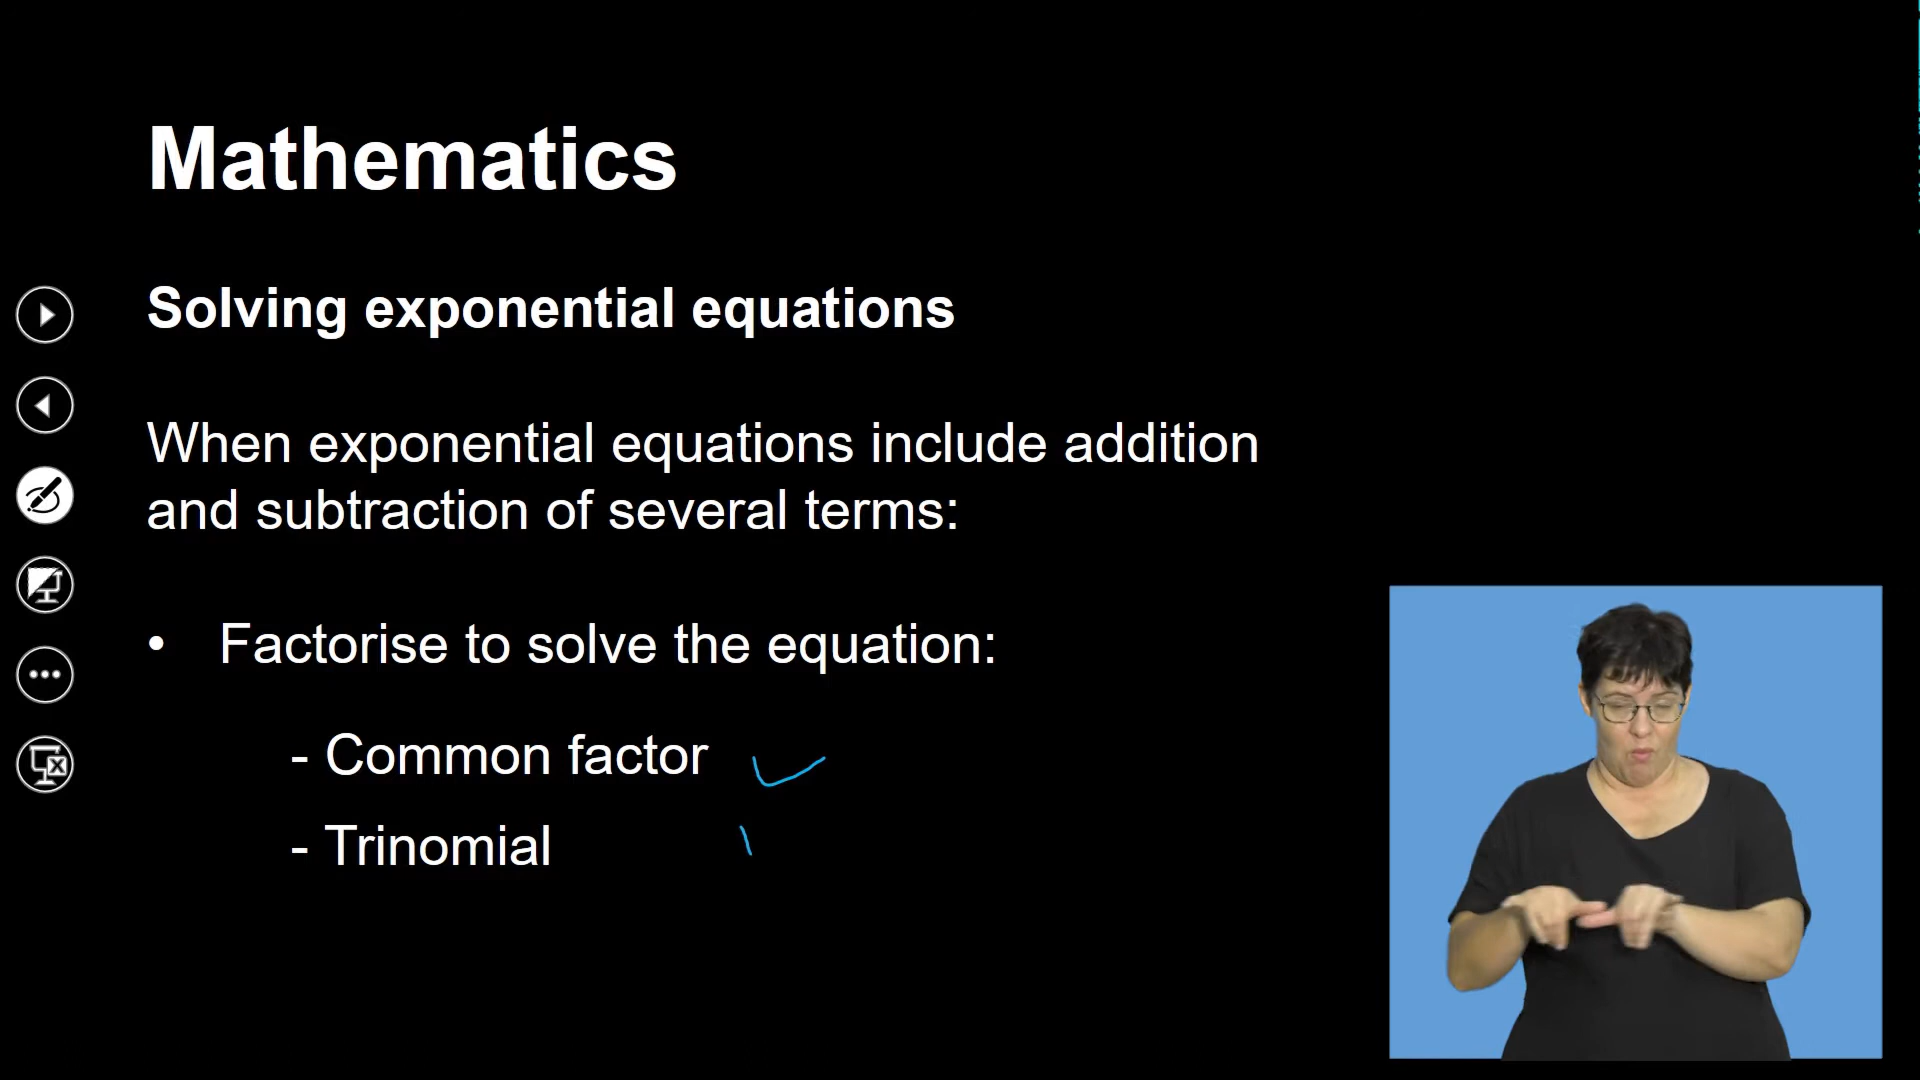 Mathematics
Solving exponential equations
When exponential equations include addition
and subtraction of several terms:
• Factorise to solve the equation:
- Common factor
- Trinomial